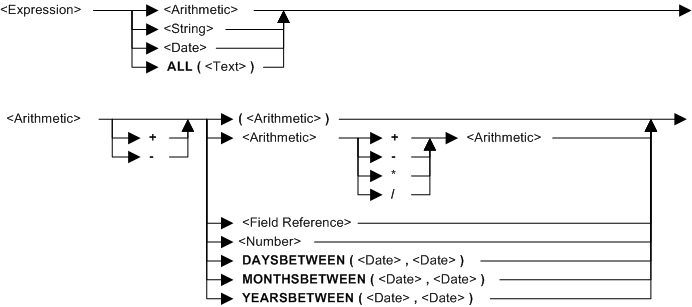 <Expression> <Arithmetic>
<String>
<Date>
ALL ( <Text> )
<Arithmetic> ( <Arithmetic> )
+ <Arithmetic> + <Arithmetic>
- -
*
/
<Field Reference>
<Number>
DAYSBETWEEN ( <Date> , <Date> )
MONTHSBETWEEN ( <Date> , <Date> )
YEARSBETWEEN ( <Date> , <Date> )